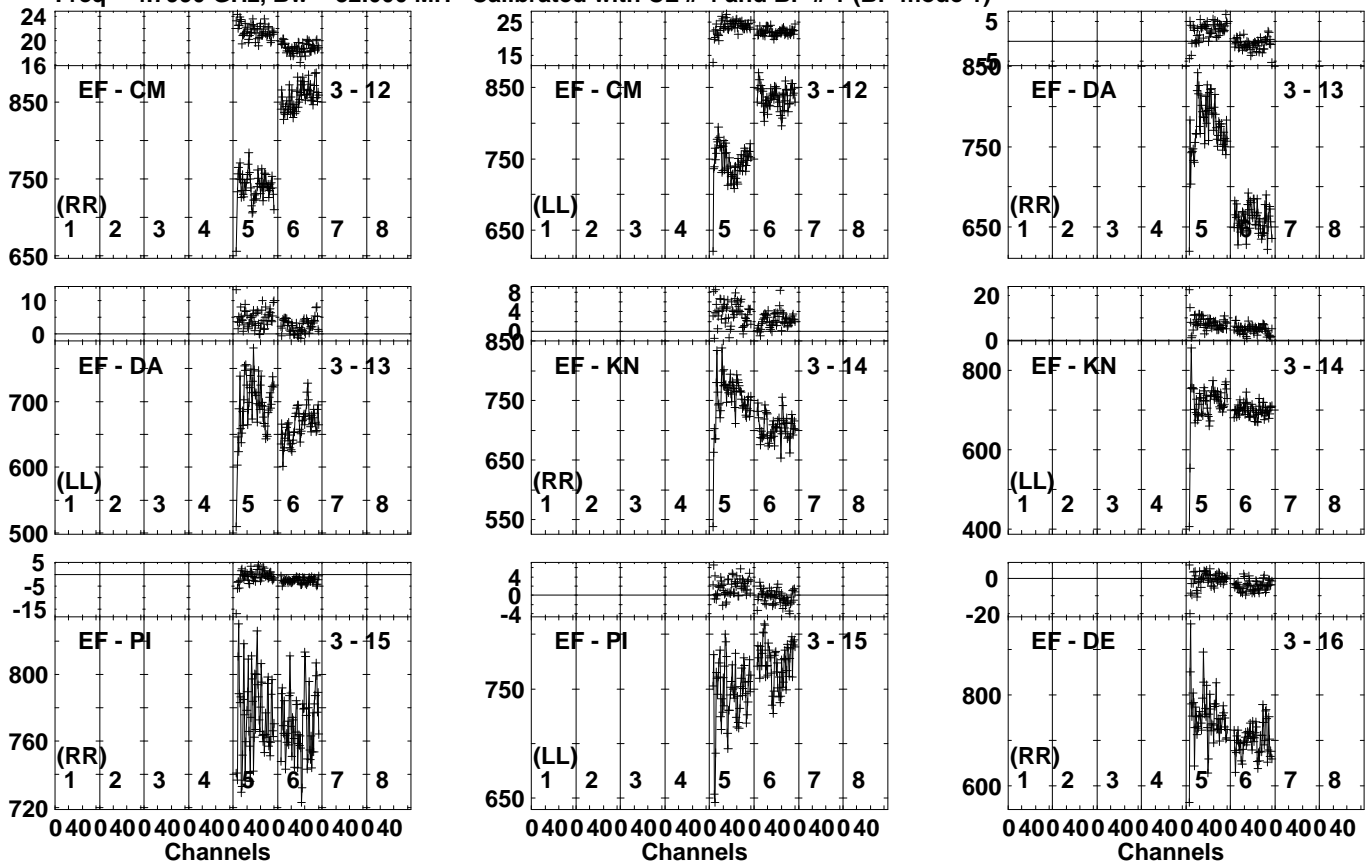 24
20
16
EF - CM 3 - 12
850
750
(RR)
1 2 3 4 5 6 7 8
650
25
15
EF - CM 3 - 12
850
750
(LL)
1 2 3 4 5 6 7 8
650
5
-5
850
EF - DA 3 - 13
750
650
(RR)
1 2 3 4 5 6 7 8
10
0
EF - DA 3 - 13
700
600
(LL)
1 2 3 4 5 6 7 8
500
8
4
0
850
EF - KN 3 - 14
750
650
(RR)
1 2 3 4 5 6 7 8
550
20
0
800
EF - KN 3 - 14
600
(LL)
1 2 3 4 5 6 7 8
400
5
-5
-15
EF - PI 3 - 15
800
760
(RR)
1 2 3 4 5 6 7 8
720
4
0
-4
EF - PI 3 - 15
750
(LL)
1 2 3 4 5 6 7 8
650
0
-20
EF - DE 3 - 16
800
(RR)
1 2 3 4 5 6 7 8
600
0 40 0 40 0 40 0 40 0 40 0 40 0 40 0 40
Channels
0 40 0 40 0 40 0 40 0 40 0 40 0 40 0 40
Channels
0 40 0 40 0 40 0 40 0 40 0 40 0 40 0 40
Channels